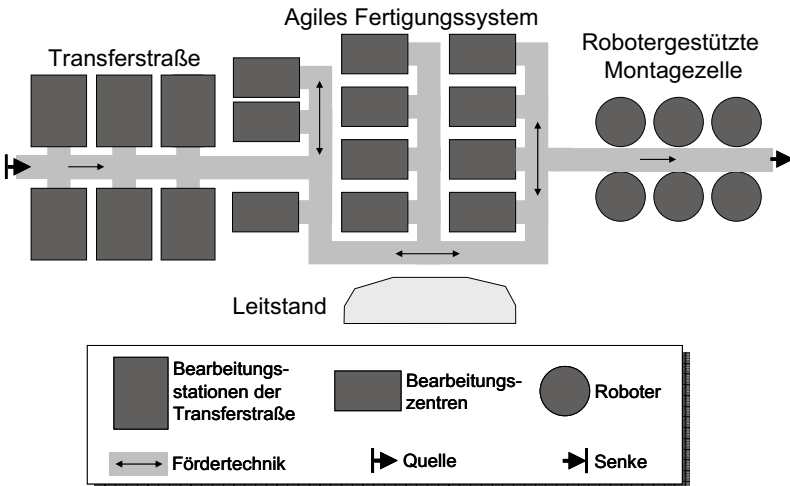 Agiles Fertigungssystem
Transferstraße
Robotergestützte
Montagezelle
Leitstand
Bearbeitungs-
stationen der
Transferstraße
Bearbeitungs-
zentren
Roboter
Fördertechnik
Quelle
Senke